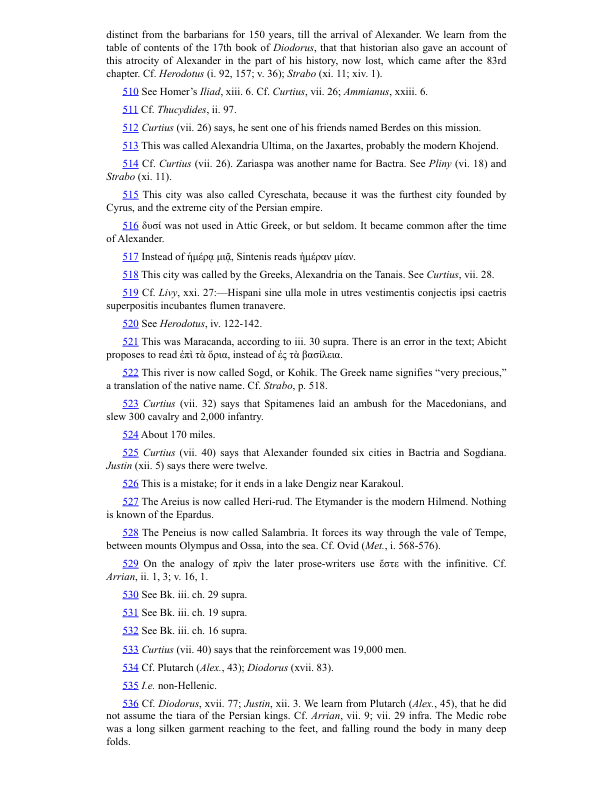 distinct from the barbarians for 150 years, till the arrival of Alexander. We learn from the
table of contents of the 17th book of Diodorus, that that historian also gave an account of
this atrocity of Alexander in the part of his history, now lost, which came after the 83rd
chapter. Cf. Herodotus (i. 92, 157; v. 36); Strabo (xi. 11; xiv. 1).
510 See Homer’s Iliad, xiii. 6. Cf. Curtius, vii. 26; Ammianus, xxiii. 6.
511 Cf. Thucydides, ii. 97.
512 Curtius (vii. 26) says, he sent one of his friends named Berdes on this mission.
513 This was called Alexandria Ultima, on the Jaxartes, probably the modern Khojend.
514 Cf. Curtius (vii. 26). Zariaspa was another name for Bactra. See Pliny (vi. 18) and
Strabo (xi. 11).
515 This city was also called Cyreschata, because it was the furthest city founded by
Cyrus, and the extreme city of the Persian empire.
516 δυσί was not used in Attic Greek, or but seldom. It became common after the time
of Alexander.
517 Instead of ἡμέρᾳ μιᾷ, Sintenis reads ἡμέραν μίαν.
518 This city was called by the Greeks, Alexandria on the Tanais. See Curtius, vii. 28.
519 Cf. Livy, xxi. 27:—Hispani sine ulla mole in utres vestimentis conjectis ipsi caetris
superpositis incubantes flumen tranavere.
520 See Herodotus, iv. 122-142.
521 This was Maracanda, according to iii. 30 supra. There is an error in the text; Abicht
proposes to read ἐπὶ τὰ ὅρια, instead of ἐς τὰ βασίλεια.
522 This river is now called Sogd, or Kohik. The Greek name signifies “very precious,”
a translation of the native name. Cf. Strabo, p. 518.
523 Curtius (vii. 32) says that Spitamenes laid an ambush for the Macedonians, and
slew 300 cavalry and 2,000 infantry.
524 About 170 miles.
525 Curtius (vii. 40) says that Alexander founded six cities in Bactria and Sogdiana.
Justin (xii. 5) says there were twelve.
526 This is a mistake; for it ends in a lake Dengiz near Karakoul.
527 The Areius is now called Heri-rud. The Etymander is the modern Hilmend. Nothing
is known of the Epardus.
528 The Peneius is now called Salambria. It forces its way through the vale of Tempe,
between mounts Olympus and Ossa, into the sea. Cf. Ovid (Met., i. 568-576).
529 On the analogy of πρὶν the later prose-writers use ἔστε with the infinitive. Cf.
Arrian, ii. 1, 3; v. 16, 1.
530 See Bk. iii. ch. 29 supra.
531 See Bk. iii. ch. 19 supra.
532 See Bk. iii. ch. 16 supra.
533 Curtius (vii. 40) says that the reinforcement was 19,000 men.
534 Cf. Plutarch (Alex., 43); Diodorus (xvii. 83).
535 I.e. non-Hellenic.
536 Cf. Diodorus, xvii. 77; Justin, xii. 3. We learn from Plutarch (Alex., 45), that he did
not assume the tiara of the Persian kings. Cf. Arrian, vii. 9; vii. 29 infra. The Medic robe
was a long silken garment reaching to the feet, and falling round the body in many deep
folds.